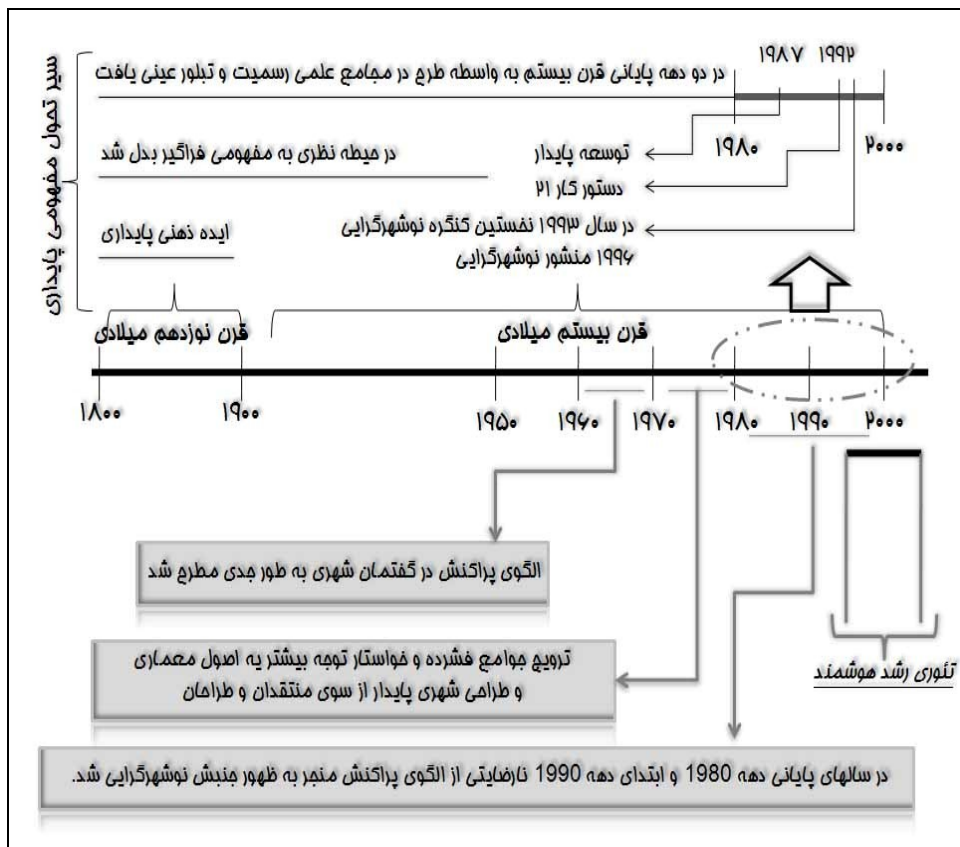 سیر تحول مفهومی پایداری
در دو دهه پایانی قرن بیستم به واسطه طرح در مجامع علمی رسمیت و تبلور عینی یافت
۱۹۸۷
۱۹۹۲
۱۹۸۰
۲۰۰۰
در حیطه نظری به مفهومی فراگیر بدل شد
توسعه پایدار
دستور کار ۲۱
ایده ذهنی پایداری
در سال ۱۹۹۳ نفستین کنگره نوشهرگرایی
۱۹۹۶ منشور نوشهرگرایی
قرن نوزدهم میلادی
قرن بیستم میلادی
۱۸۰۰
۱۹۰۰
۱۹۵۰
۱۹۶۰
۱۹۷۰
۱۹۸۰
۱۹۹۰
۲۰۰۰
الگوی پراکنش در گفتمان شهری به طور جدی مطرح شد
ترویج جوامع فشرده و خواستار توجه بیشتر یه اصول معماری
و طراحی شهری پایدار از سوی منتقدان و طراحان
تئوری رشد هوشمند
در سالهای پایانی دهه 1980 و ابتدای دهه 1990 نارضایتی از الگوی پراکنش منجر به ظهور جنبش نوشهرگرایی شد.